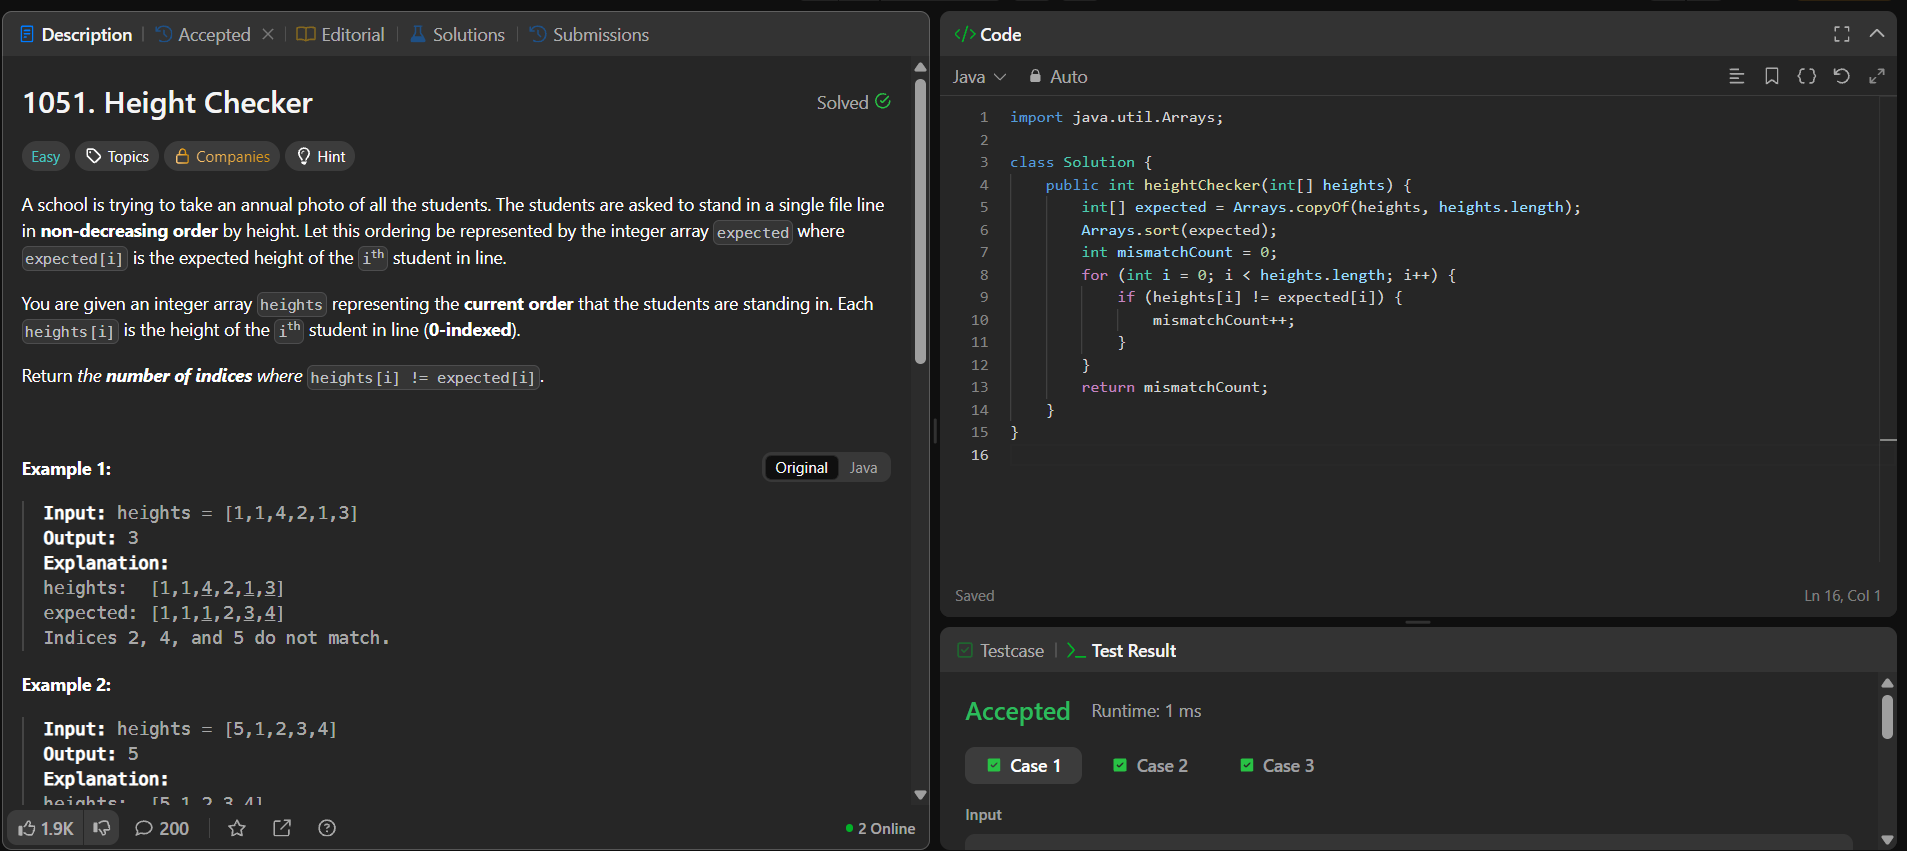 Description
Accepted
Editorial
Solutions
Submissions
1051. Height Checker
Solved
Easy
Topics
Companies
Hint
A school is trying to take an annual photo of all the students. The students are asked to stand in a single file line
in non-decreasing order by height. Let this ordering be represented by the integer array expected where
expected[i] is the expected height of the ith student in line.
You are given an integer array heights representing the current order that the students are standing in. Each
heights[i] is the height of the ith student in line (0-indexed).
Return the number of indices where heights[i] != expected[i].
Example 1:
Original
Java
Input: heights = [1,1,4,2,1,3]
Output: 3
Explanation:
heights:  [1,1,4,2,1,3]
expected: [1,1,1,2,3,4]
Indices 2, 4, and 5 do not match.
Example 2:
Input: heights = [5,1,2,3,4]
Output: 5
Explanation:
heights:  [5,1,2,3,4]
1.9K
200
2 Online
</> Code
Java
Auto
1 import java.util.Arrays;
2
3 class Solution {
4     public int heightChecker(int[] heights) {
5         int[] expected = Arrays.copyOf(heights, heights.length);
6         Arrays.sort(expected);
7         int mismatchCount = 0;
8         for (int i = 0; i < heights.length; i++) {
9             if (heights[i] != expected[i]) {
10                 mismatchCount++;
11             }
12         }
13         return mismatchCount;
14     }
15 }
16
Saved
Ln 16, Col 1
Testcase
Test Result
Accepted
Runtime: 1 ms
Case 1
Case 2
Case 3
Input